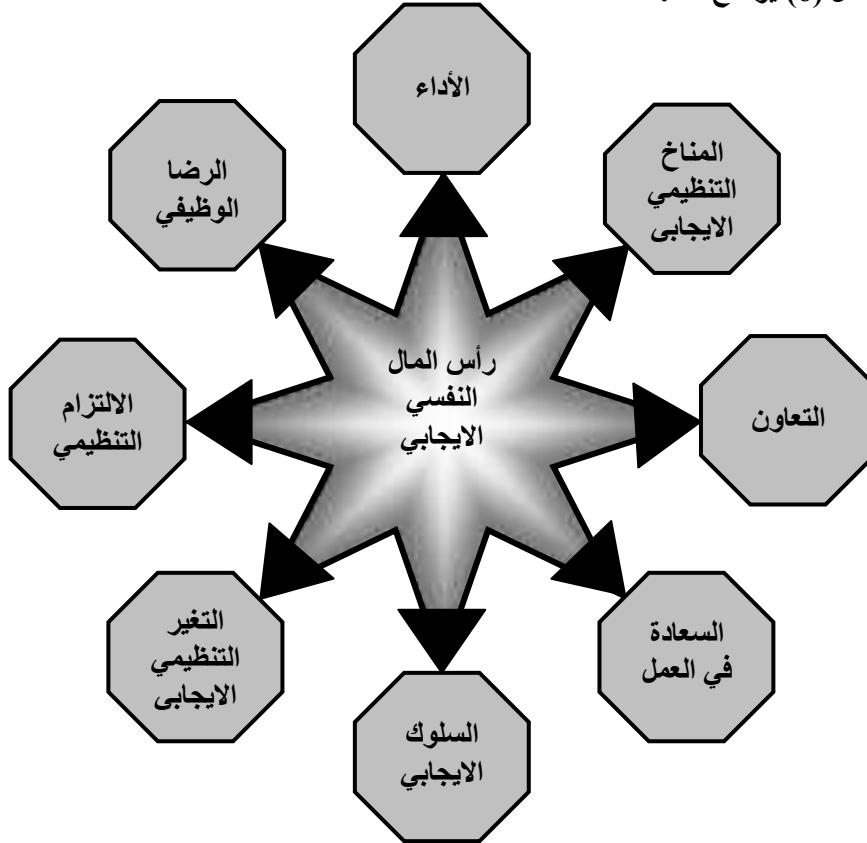 (8)
الأداء
المناخ
التنظيمي
الايجابى
الرضا
الوظيفي
رأس المال
النفسي
الايجابي
التعاون
الالتزام
التنظيمي
السعادة
في العمل
التغير
التنظيمي
الايجابى
السلوك
الايجابي